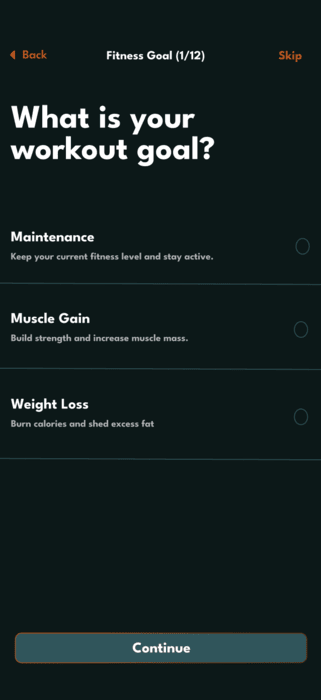 Back
Fitness Goal (1/12)
Skip
What is your
workout goal?
Maintenance
Keep your current fitness level and stay active.
Muscle Gain
Build strength and increase muscle mass.
Weight Loss
Burn calories and shed excess fat
Continue